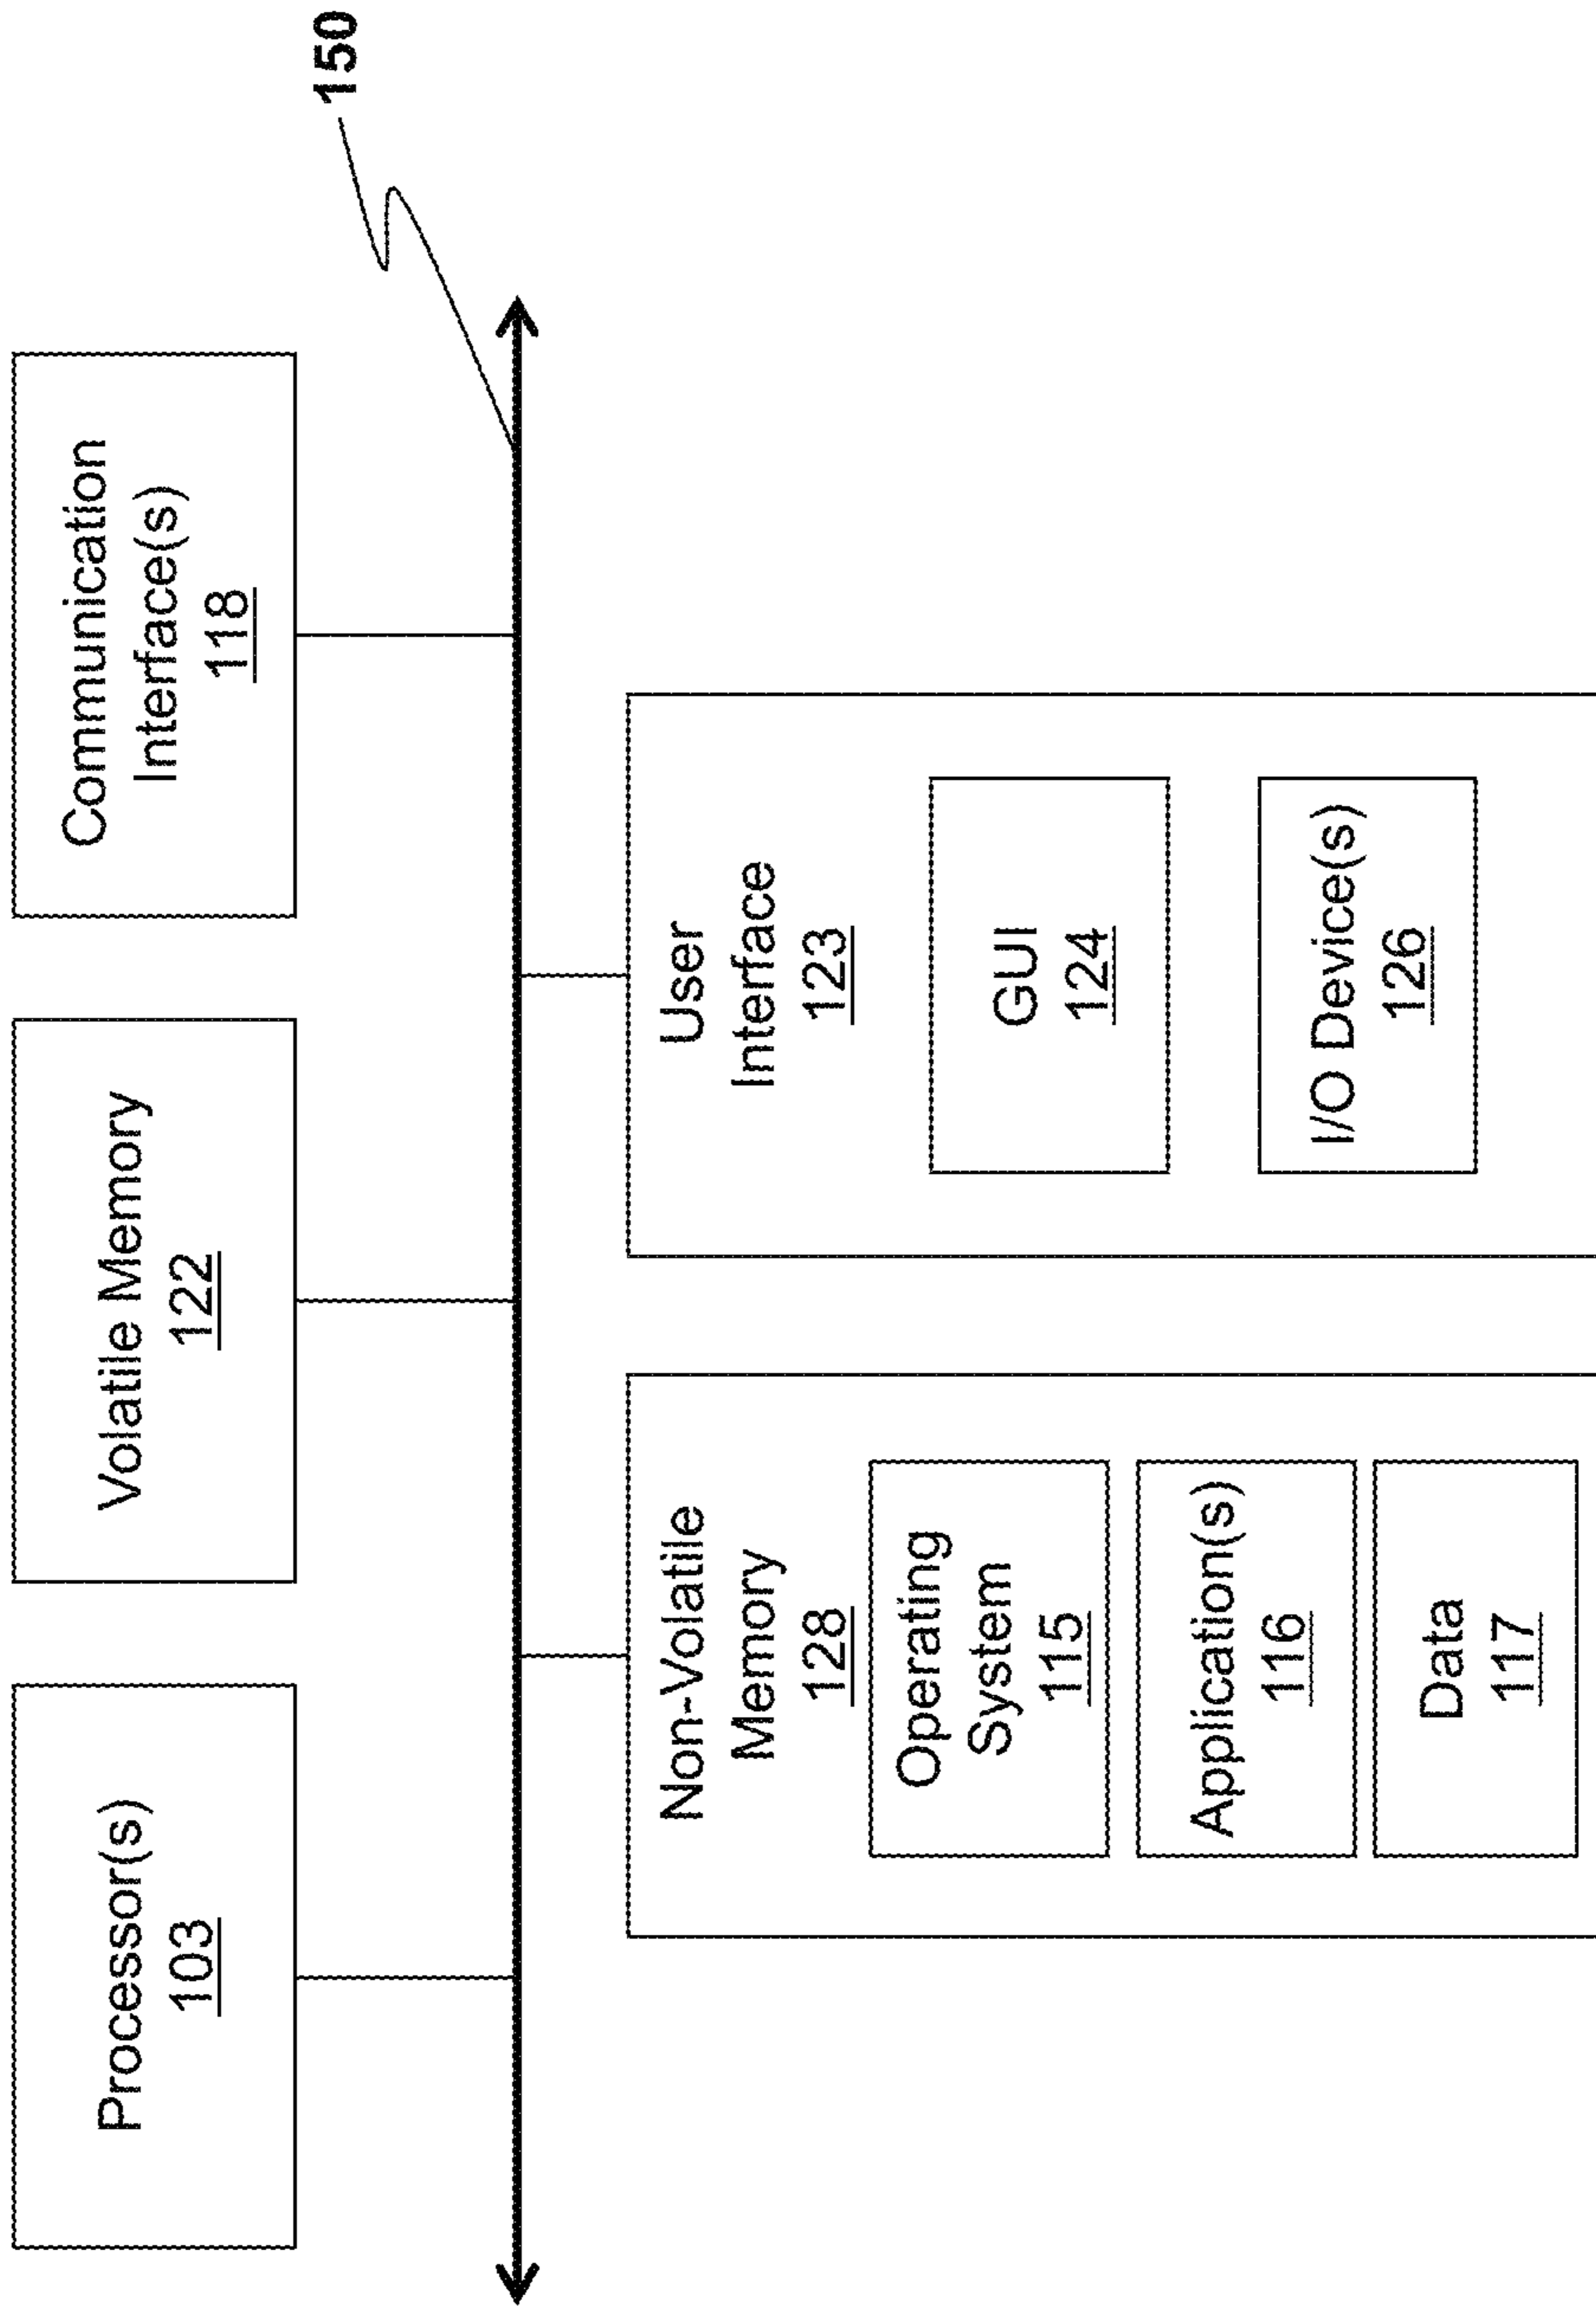 Processor(s)
103
Volatile Memory
122
Communication
Interface(s)
118
150
Non-Volatile
Memory
128
Operating
System
115
Application(s)
116
Data
117
User
Interface
123
GUI
124
I/O Device(s)
126